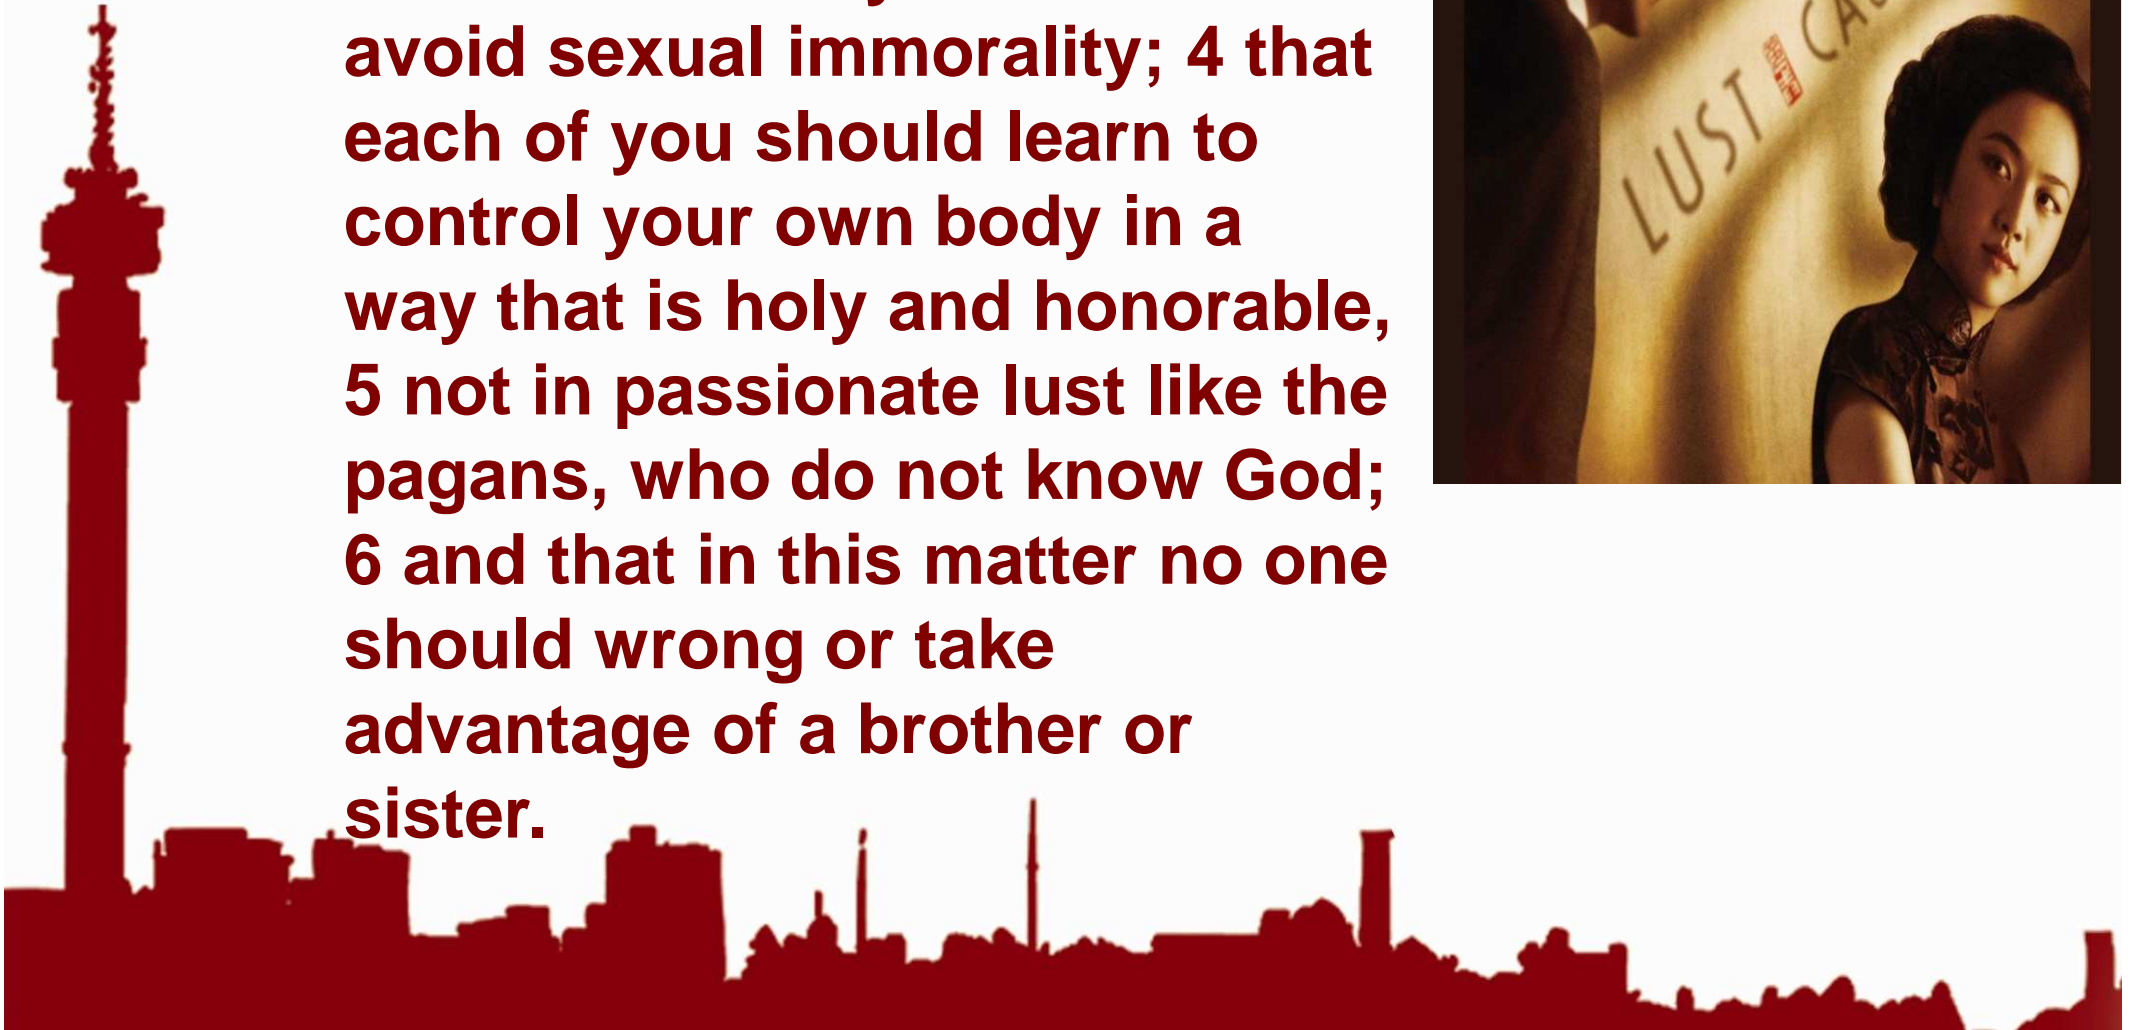 avoid sexual immorality; 4 that
each of you should learn to
control your own body in a
way that is holy and honorable,
5 not in passionate lust like the
pagans, who do not know God;
6 and that in this matter no one
should wrong or take
advantage of a brother or
sister.
LUST